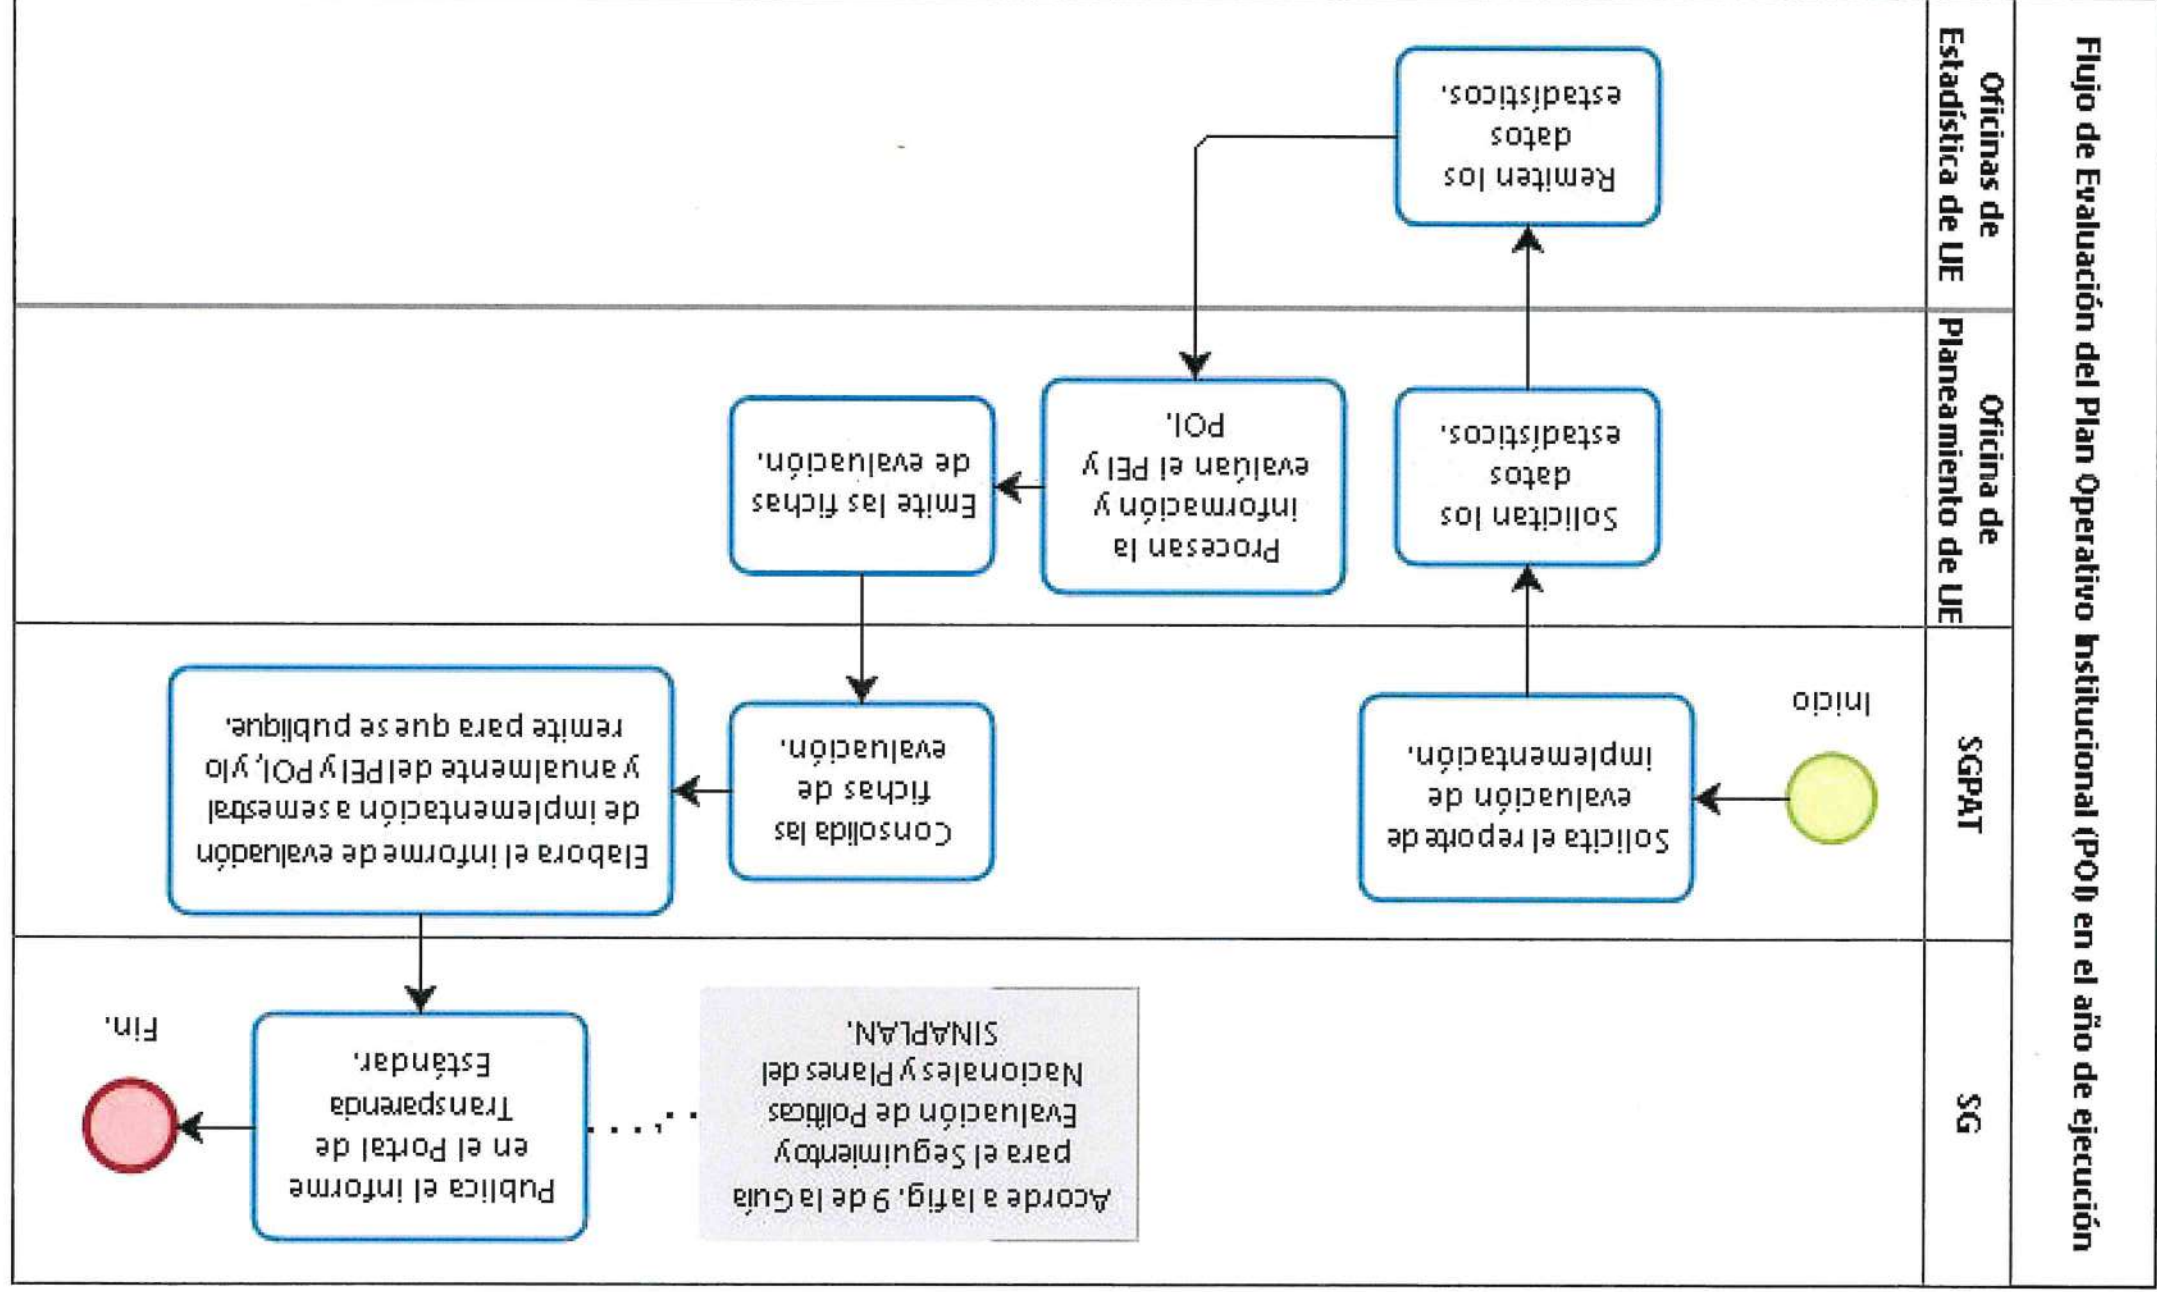 Flujo de Evaluación del Plan Operativo Institucional (POI) en el año de ejecución
SG
Acorde a la fig. 9 de la Guía
para el Seguimiento y
Evaluación de Políticas
Nacionales y Planes del
SINAPLAN.
Publica el informe
en el Portal de
Transparencia
Estándar.
Fin.
SGPAT
Inicio
Solicita el reporte de
evaluación de
implementación.
Consolida las
fichas de
evaluación.
Elabora el informe de evaluación
de implementación a semestral
y anualmente del PEI y POI, y lo
remite para que se publique.
Oficina de
Planeamiento de UE
Solicitan los
datos
estadísticos.
Procesan la
información y
evalúan el PEI y
POI.
Emite las fichas
de evaluación.
Oficinas de
Estadística de UE
Remiten los
datos
estadísticos.